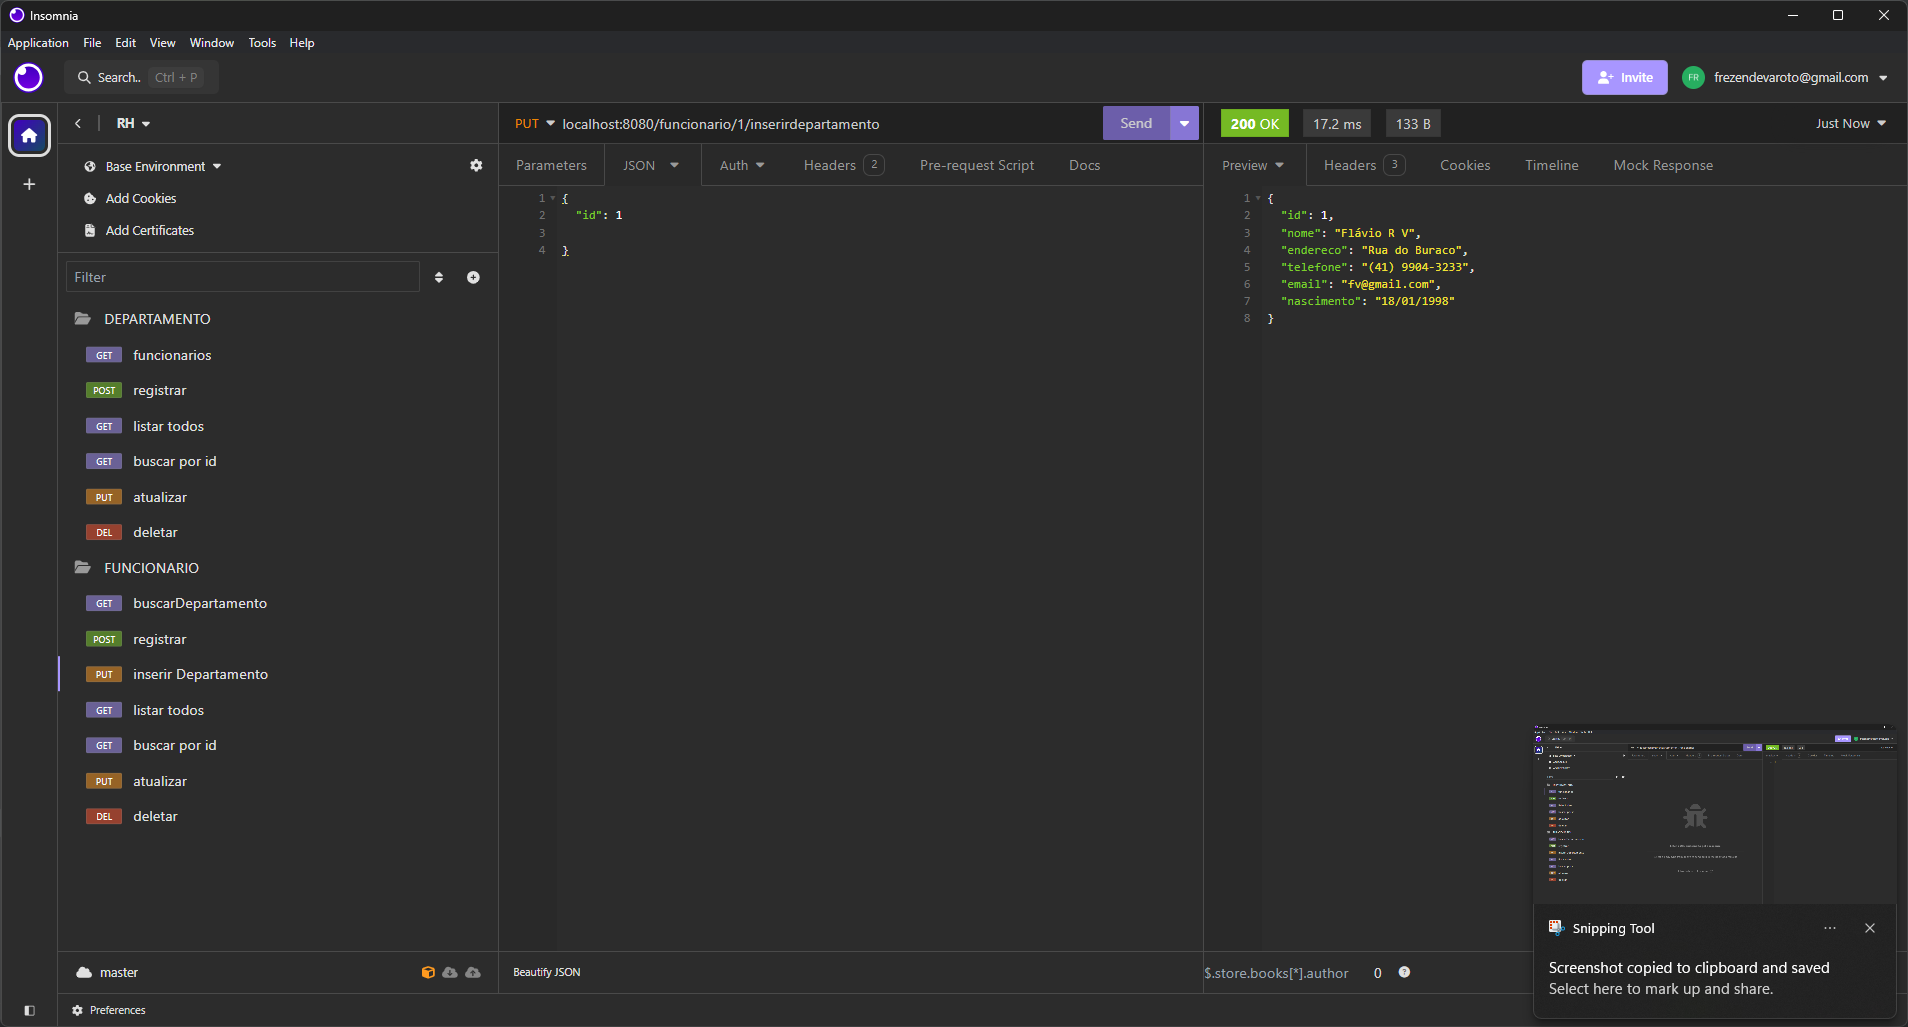 Insomnia
Application File Edit View Window Tools Help
Search.. Ctrl + P
Invite
FR frezendevaroto@gmail.com
RH
PUT localhost:8080/funcionario/1/inserirdepartamento
Send
200 OK 17.2 ms 133 B
Just Now
Base Environment
Add Cookies
Add Certificates
Parameters JSON Auth Headers 2 Pre-request Script Docs
Preview Headers 3 Cookies Timeline Mock Response
1 {
2 "id": 1
3
4 }
1 {
2 "id": 1,
3 "nome": "Flávio R V",
4 "endereco": "Rua do Buraco",
5 "telefone": "(41) 9904-3233",
6 "email": "fv@gmail.com",
7 "nascimento": "18/01/1998"
8 }
Filter
DEPARTAMENTO
GET funcionarios
POST registrar
GET listar todos
GET buscar por id
PUT atualizar
DEL deletar
FUNCIONARIO
GET buscarDepartamento
POST registrar
PUT inserir Departamento
GET listar todos
GET buscar por id
PUT atualizar
DEL deletar
master
Beautify JSON
$.store.books[*].author 0
Preferences
Snipping Tool
Screenshot copied to clipboard and saved
Select here to mark up and share.